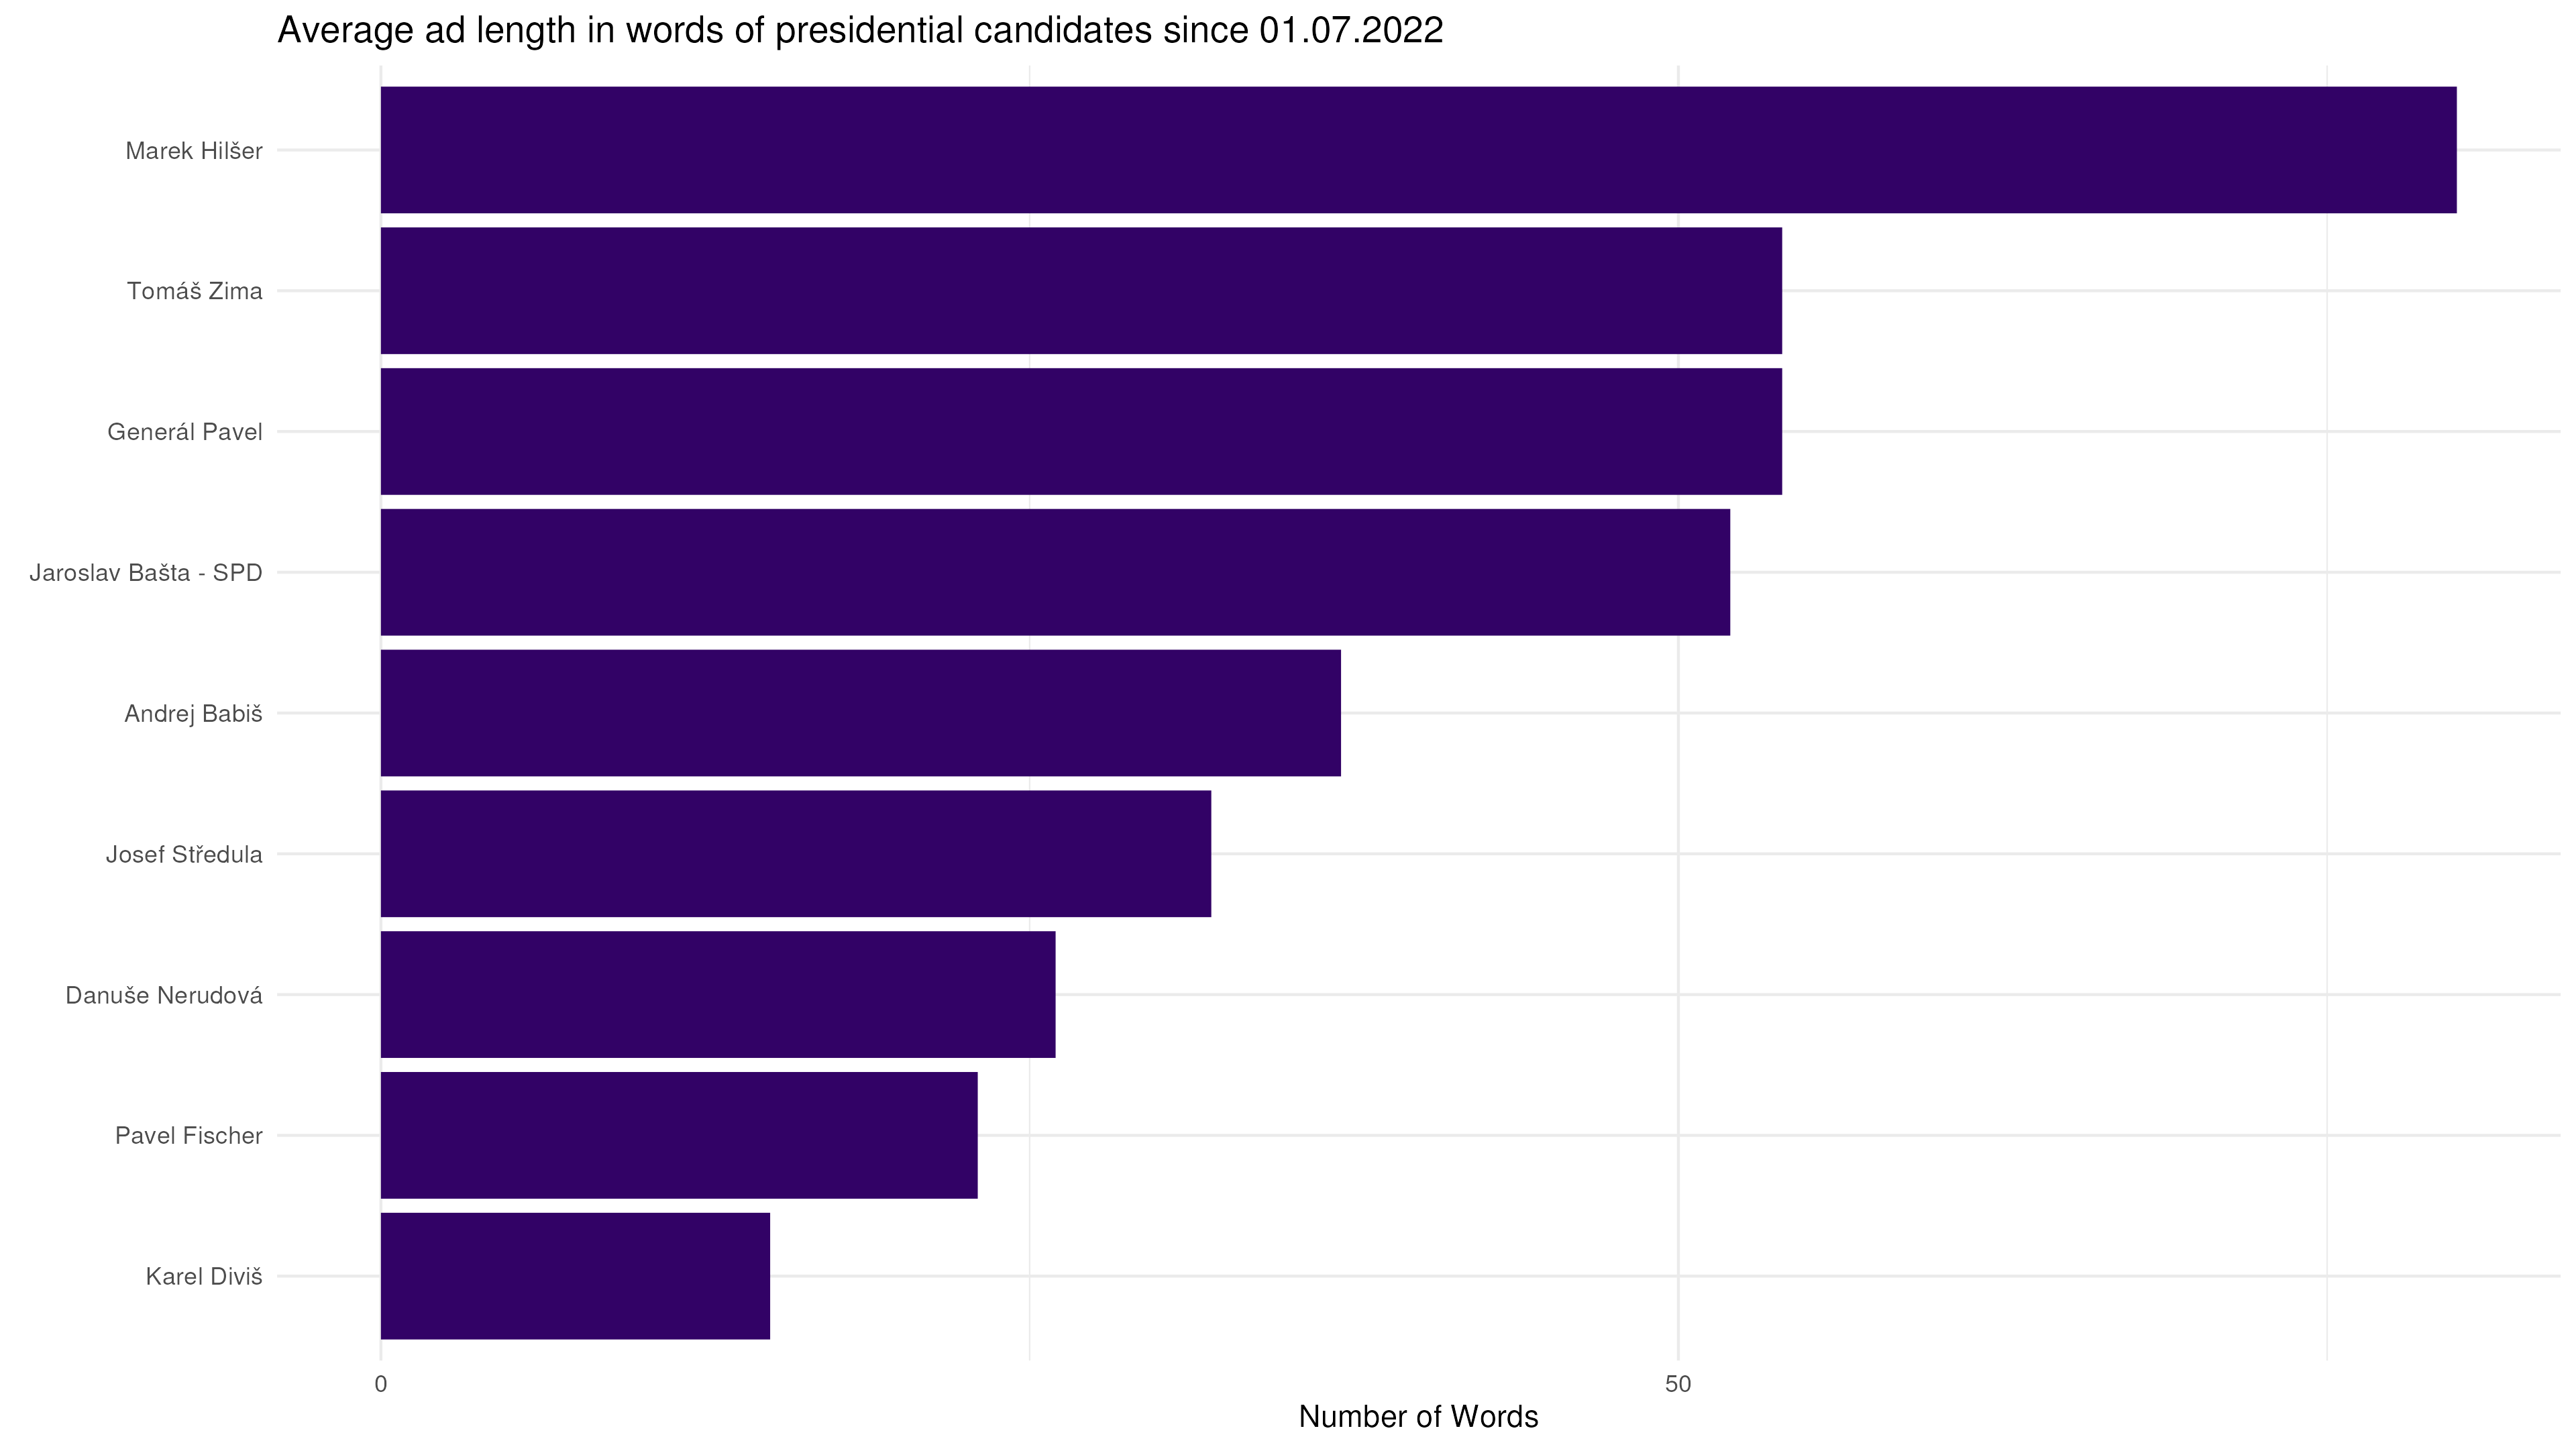 Average ad length in words of presidential candidates since 01.07.2022
Marek Hilšer
Tomáš Zima
Generál Pavel
Jaroslav Bašta - SPD
Andrej Babiš
Josef Středula
Danuše Nerudová
Pavel Fischer
Karel Diviš
0
50
Number of Words